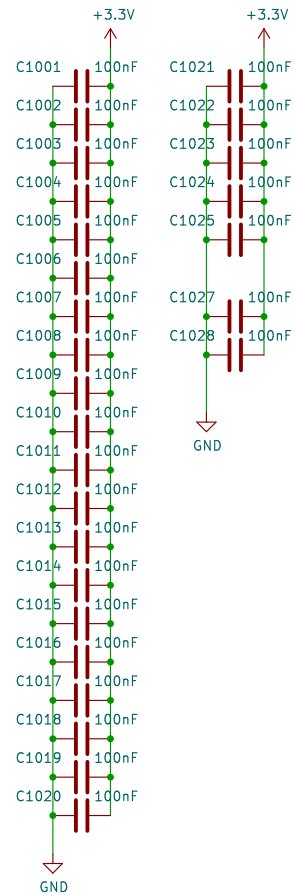 +3.3V
C1001 100nF
C1002 100nF
C1003 100nF
C1004 100nF
C1005 100nF
C1006 100nF
C1007 100nF
C1008 100nF
C1009 100nF
C1010 100nF
C1011 100nF
C1012 100nF
C1013 100nF
C1014 100nF
C1015 100nF
C1016 100nF
C1017 100nF
C1018 100nF
C1019 100nF
C1020 100nF
GND
+3.3V
C1021 100nF
C1022 100nF
C1023 100nF
C1024 100nF
C1025 100nF
C1027 100nF
C1028 100nF
GND